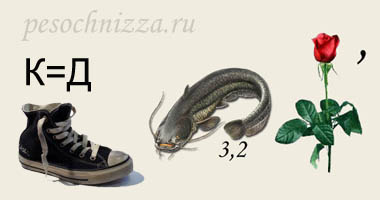 pesochnizza.ru
К=Д
,
3,2